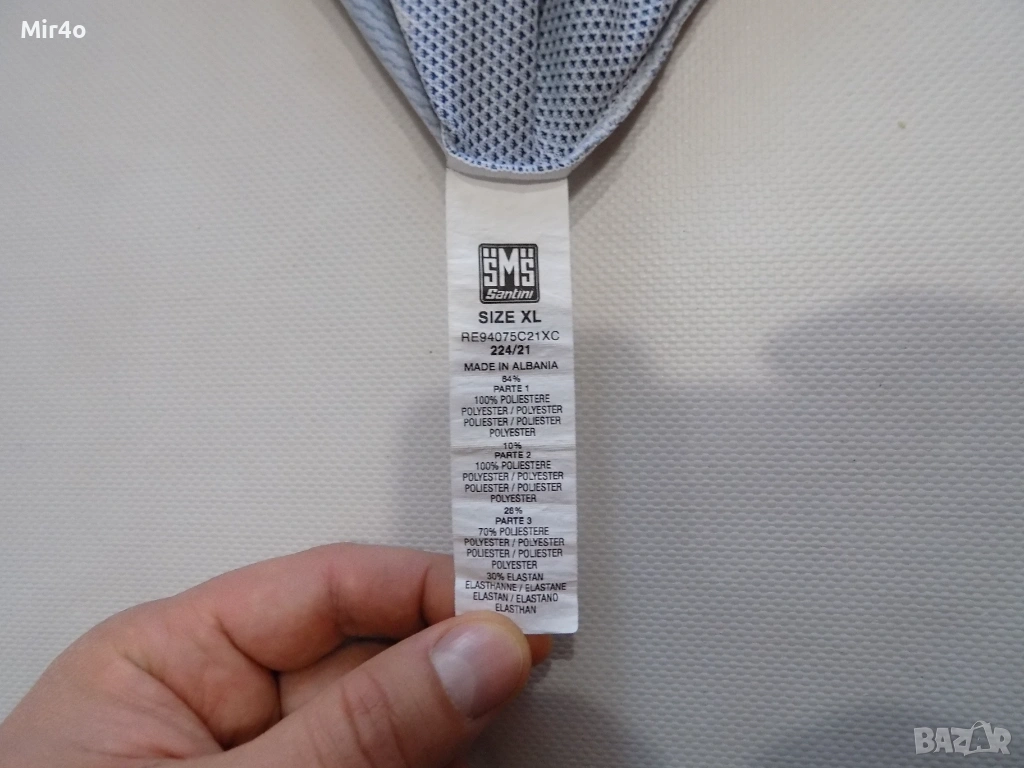 Mir4o
SMS
Santini
SIZE XL
RE94075C21XC
224/21
MADE IN ALBANIA
64%
PARTE 1
100% POLIESTERE
POLYESTER / POLYESTER
POLIESTER / POLIESTER
POLYESTER
10%
PARTE 2
100% POLIESTERE
POLYESTER / POLYESTER
POLIESTER / POLIESTER
POLYESTER
26%
PARTE 3
70% POLIESTERE
POLYESTER / POLYESTER
POLIESTER / POLIESTER
POLYESTER
30% ELASTAN
ELASTHANNE / ELASTANE
ELASTAN / ELASTANO
ELASTHAN
BAZAR